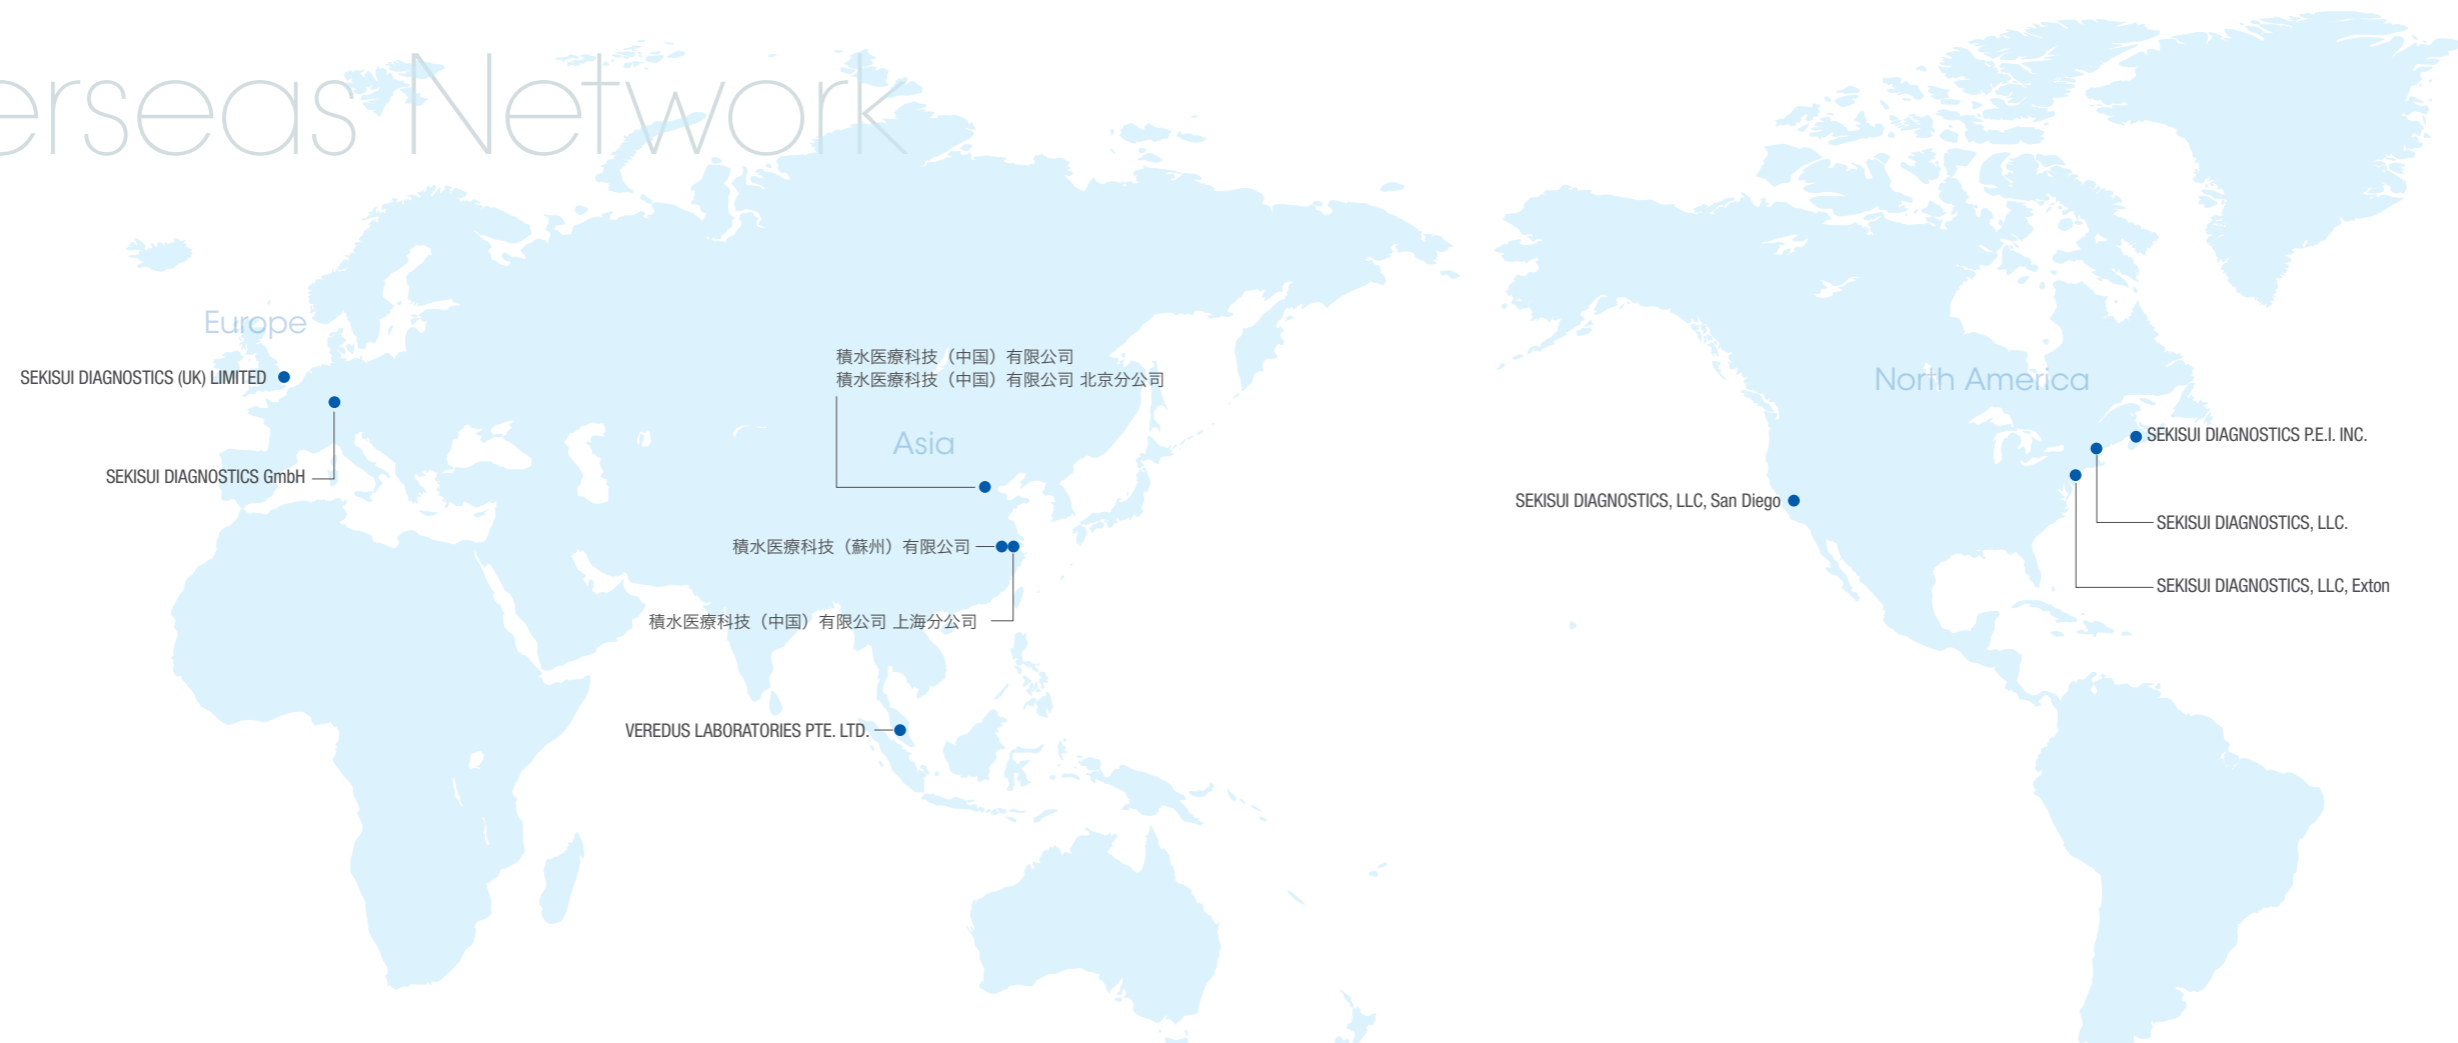 erseas Network
Europe
SEKISUI DIAGNOSTICS (UK) LIMITED
SEKISUI DIAGNOSTICS GmbH
積水医療科技（中国）有限公司
積水医療科技（中国）有限公司 北京分公司
Asia
積水医療科技（蘇州）有限公司
積水医療科技（中国）有限公司 上海分公司
VEREDUS LABORATORIES PTE. LTD.
North America
SEKISUI DIAGNOSTICS P.E.I. INC.
SEKISUI DIAGNOSTICS, LLC, San Diego
SEKISUI DIAGNOSTICS, LLC.
SEKISUI DIAGNOSTICS, LLC, Exton